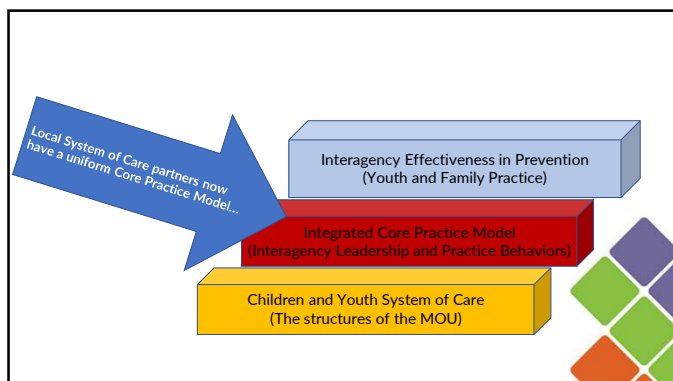 Local System of Care partners now
have a uniform Core Practice Model...
Interagency Effectiveness in Prevention
(Youth and Family Practice)
Integrated Core Practice Model
(Interagency Leadership and Practice Behaviors)
Children and Youth System of Care
(The structures of the MOU)